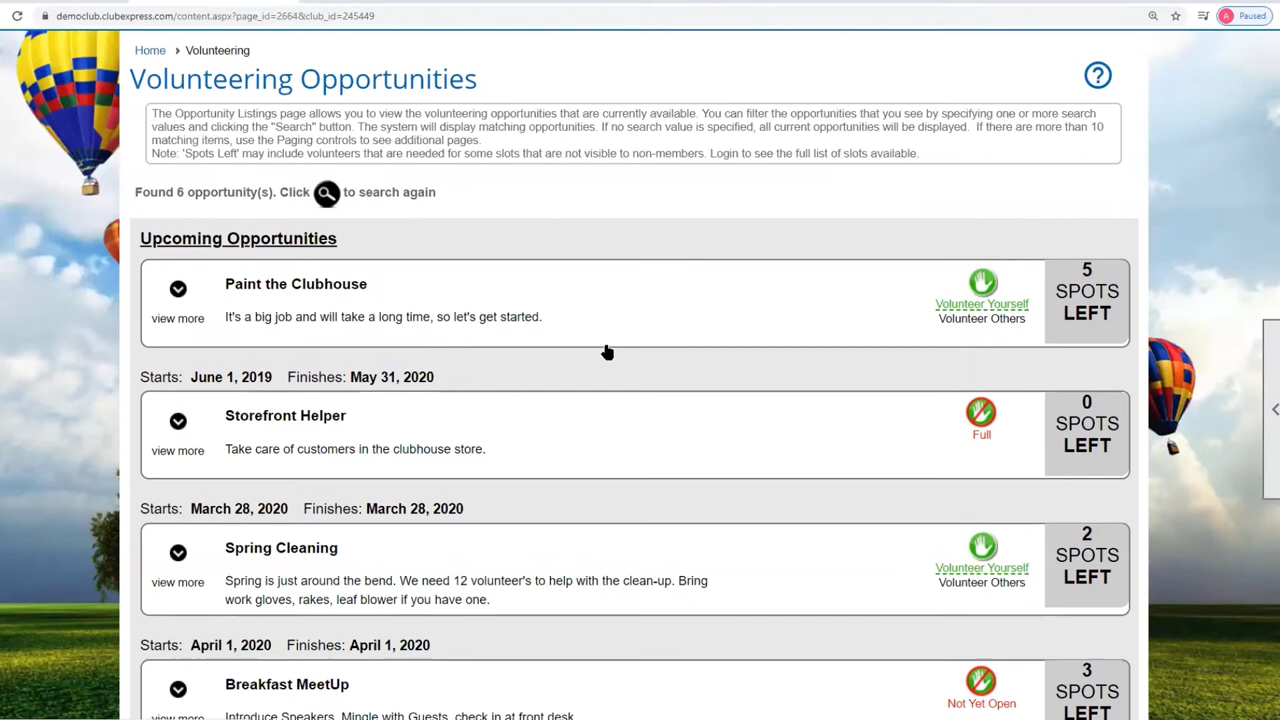 democlub.clubexpress.com/content.aspx?page_id=2664&club_id=245449
A Paused
Home > Volunteering
Volunteering Opportunities
?
The Opportunity Listings page allows you to view the volunteering opportunities that are currently available. You can filter the opportunities that you see by specifying one or more search
values and clicking the "Search" button. The system will display matching opportunities. If no search value is specified, all current opportunities will be displayed. If there are more than 10
matching items, use the Paging controls to see additional pages.
Note: 'Spots Left' may include volunteers that are needed for some slots that are not visible to non-members. Login to see the full list of slots available.
Found 6 opportunity(s). Click to search again
Upcoming Opportunities
Paint the Clubhouse
view more
It's a big job and will take a long time, so let's get started.
Volunteer Yourself
Volunteer Others
5
SPOTS
LEFT
Starts: June 1, 2019 Finishes: May 31, 2020
Storefront Helper
view more
Take care of customers in the clubhouse store.
Full
0
SPOTS
LEFT
Starts: March 28, 2020 Finishes: March 28, 2020
Spring Cleaning
view more
Spring is just around the bend. We need 12 volunteer's to help with the clean-up. Bring
work gloves, rakes, leaf blower if you have one.
Volunteer Yourself
Volunteer Others
2
SPOTS
LEFT
Starts: April 1, 2020 Finishes: April 1, 2020
Breakfast MeetUp
view more
Introduce Speakers, Mingle with Guests, check in at front desk
Not Yet Open
3
SPOTS
LEFT